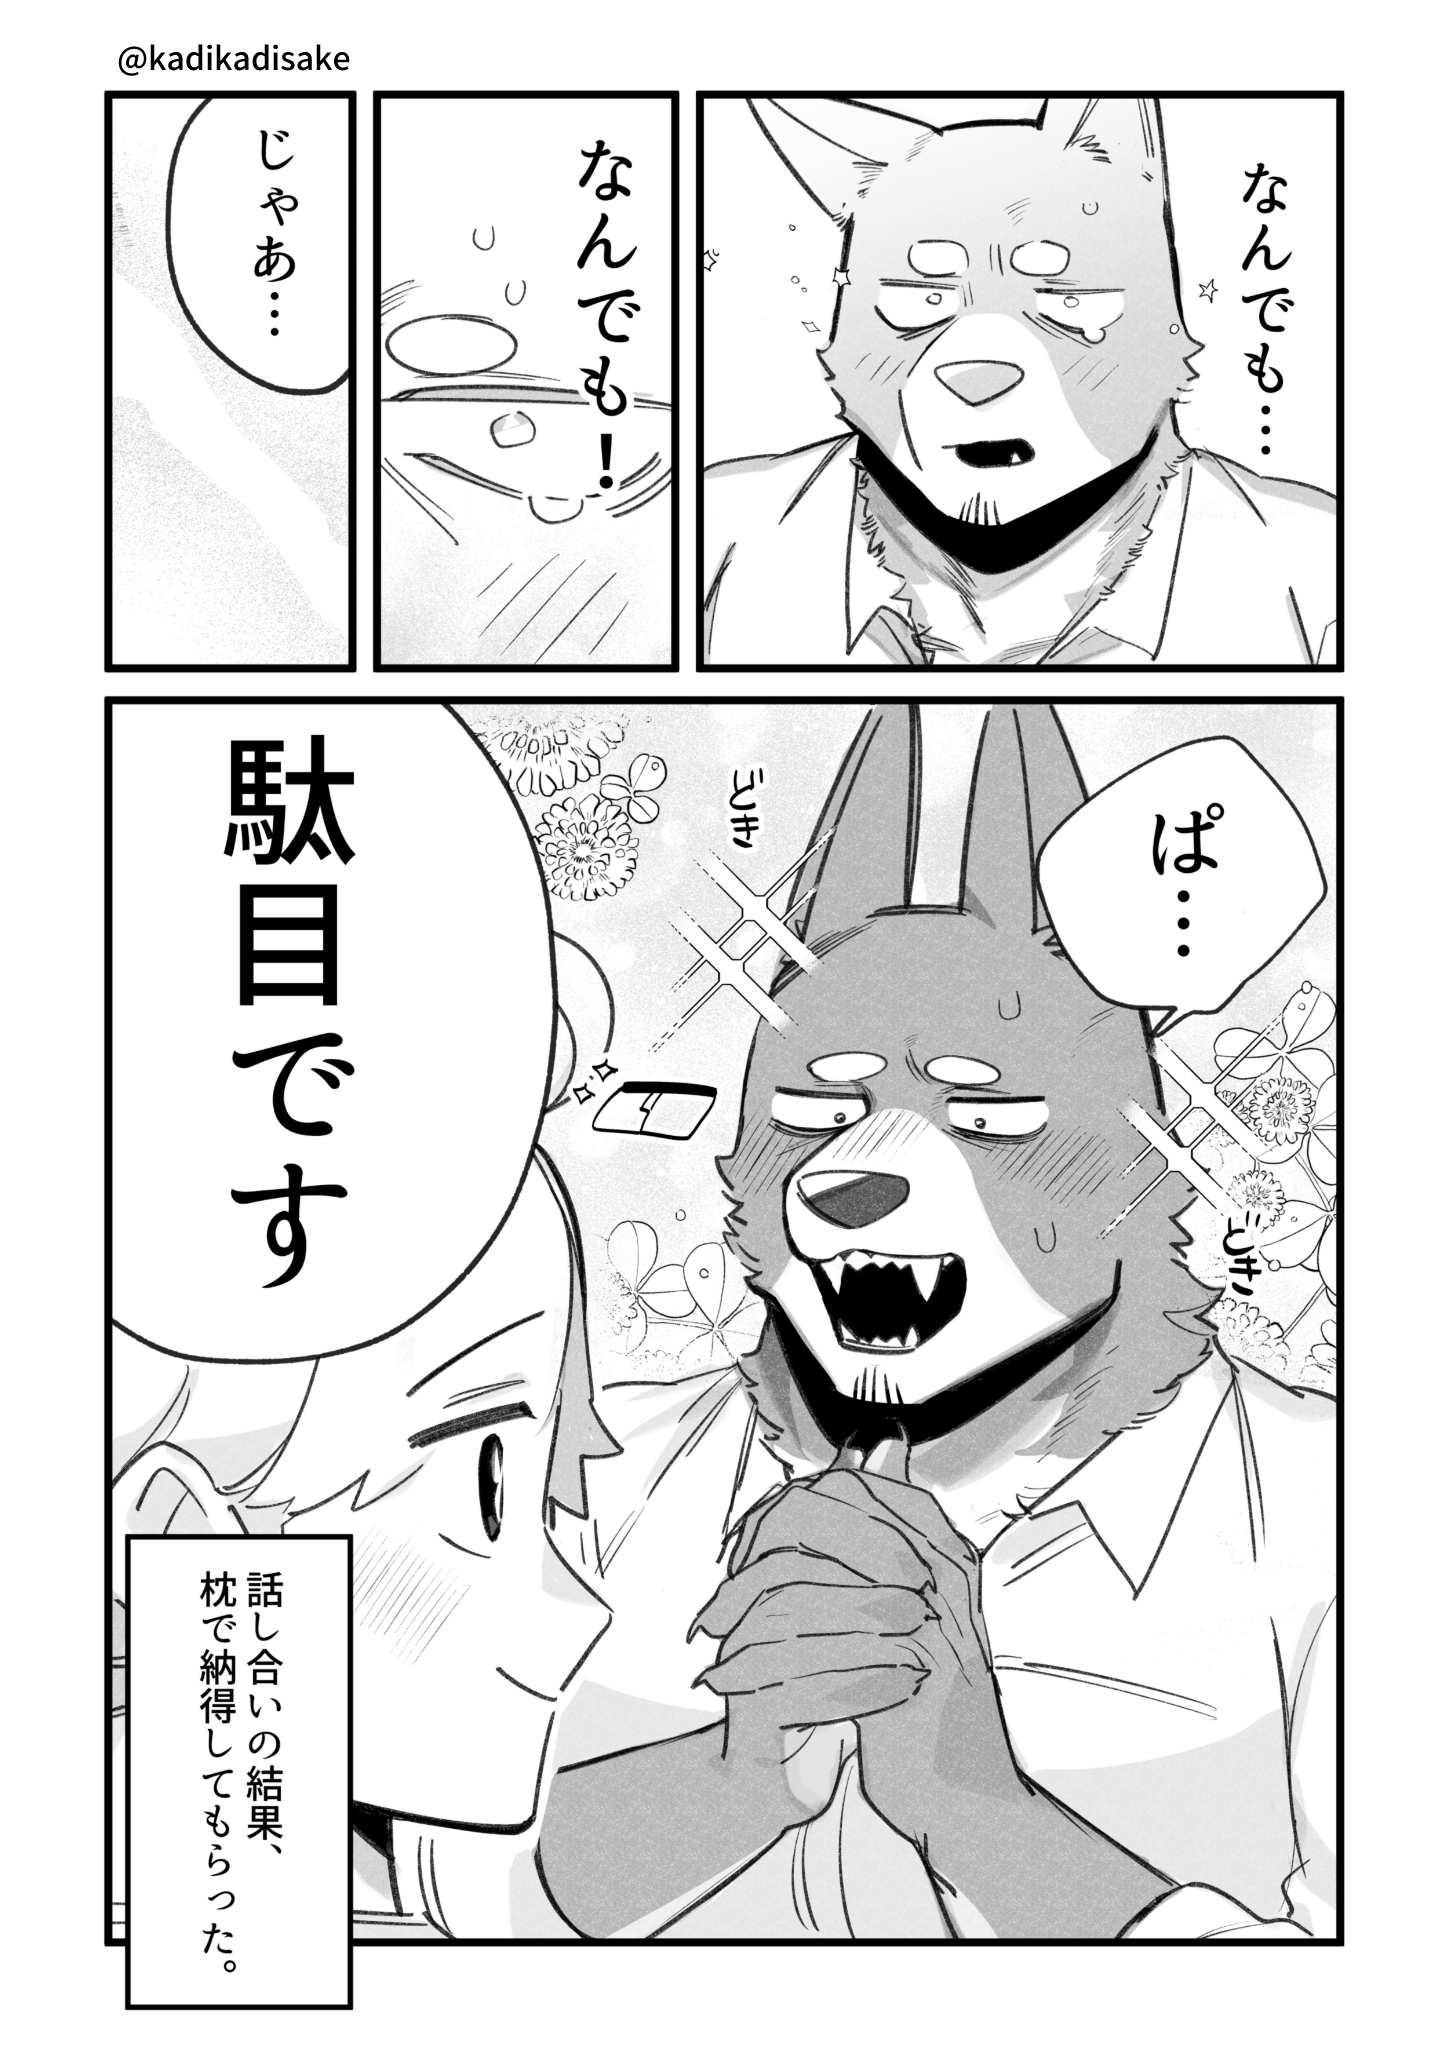 @kadikadisake
なんでも…
なんでも！
じゃあ…
ぱ…
どき
どき
駄目です
話し合いの結果、
枕で納得してもらった。